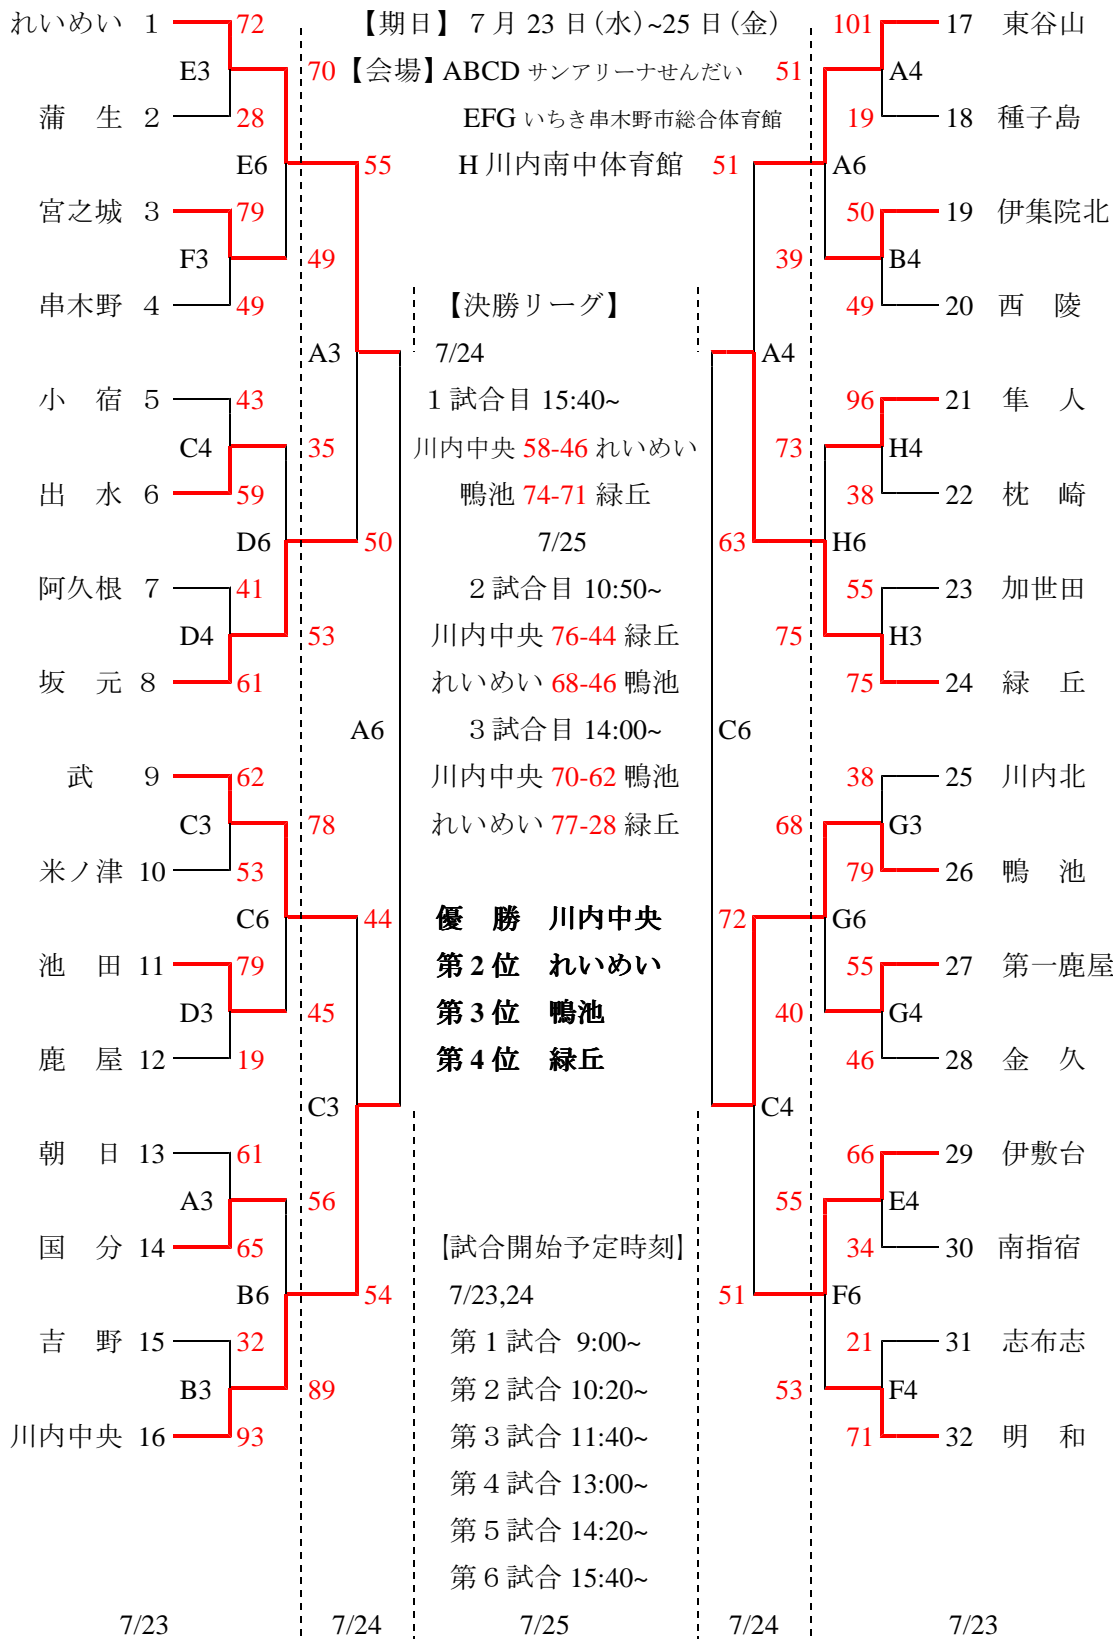 れいめい 1 72 【期日】 7月 23 日(水)~25 日(金) 101 17 東谷山
E3 70 【会場】ABCD サンアリーナせんだい 51 A4
蒲 生 2 28 EFG いちき串木野市総合体育館 19 18 種子島
E6 55 H 川内南中体育館 51 A6
宮之城 3 79 50 19 伊集院北
F3 49 39 B4
串木野 4 49 【決勝リーグ】 49 20 西 陵
A3 7/24 A4
小 宿 5 43 1 試合目 15:40~ 96 21 隼 人
C4 35 川内中央 58-46 れいめい 73 H4
出 水 6 59 鴨池 74-71 緑丘 38 22 枕 崎
D6 50 7/25 63 H6
阿久根 7 41 2 試合目 10:50~ 55 23 加世田
D4 53 川内中央 76-44 緑丘 75 H3
坂 元 8 61 れいめい 68-46 鴨池 75 24 緑 丘
A6 3 試合目 14:00~ C6
武 9 62 川内中央 70-62 鴨池 38 25 川内北
C3 78 れいめい 77-28 緑丘 68 G3
米ノ津 10 53 79 26 鴨 池
C6 44 優 勝 川内中央 72 G6
池 田 11 79 第2位 れいめい 55 27 第一鹿屋
D3 45 第3位 鴨池 40 G4
鹿 屋 12 19 第4位 緑丘 46 28 金 久
C3 C4
朝 日 13 61 66 29 伊敷台
A3 56 55 E4
国 分 14 65 【試合開始予定時刻】 34 30 南指宿
B6 54 7/23,24 51 F6
吉 野 15 32 第1試合 9:00~ 21 31 志布志
B3 89 第2試合 10:20~ 53 F4
川内中央 16 93 第3試合 11:40~ 71 32 明 和
第4試合 13:00~
第5試合 14:20~
第6試合 15:40~
7/23 7/24 7/25 7/24 7/23